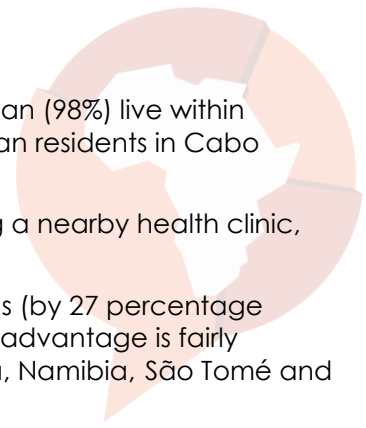 an (98%) live within
an residents in Cabo
g a nearby health clinic,
s (by 27 percentage
advantage is fairly
, Namibia, São Tomé and